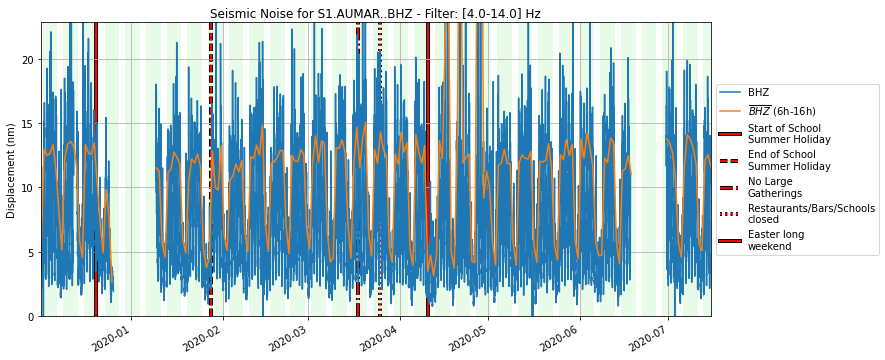 Seismic Noise for S1.AUMAR..BHZ - Filter: [4.0-14.0] Hz
Displacement (nm)
20
15
10
5
0
2020-01
2020-02
2020-03
2020-04
2020-05
2020-06
2020-07
BHZ
BHZ (6h-16h)
Start of School
Summer Holiday
End of School
Summer Holiday
No Large
Gatherings
Restaurants/Bars/Schools
closed
Easter long
weekend